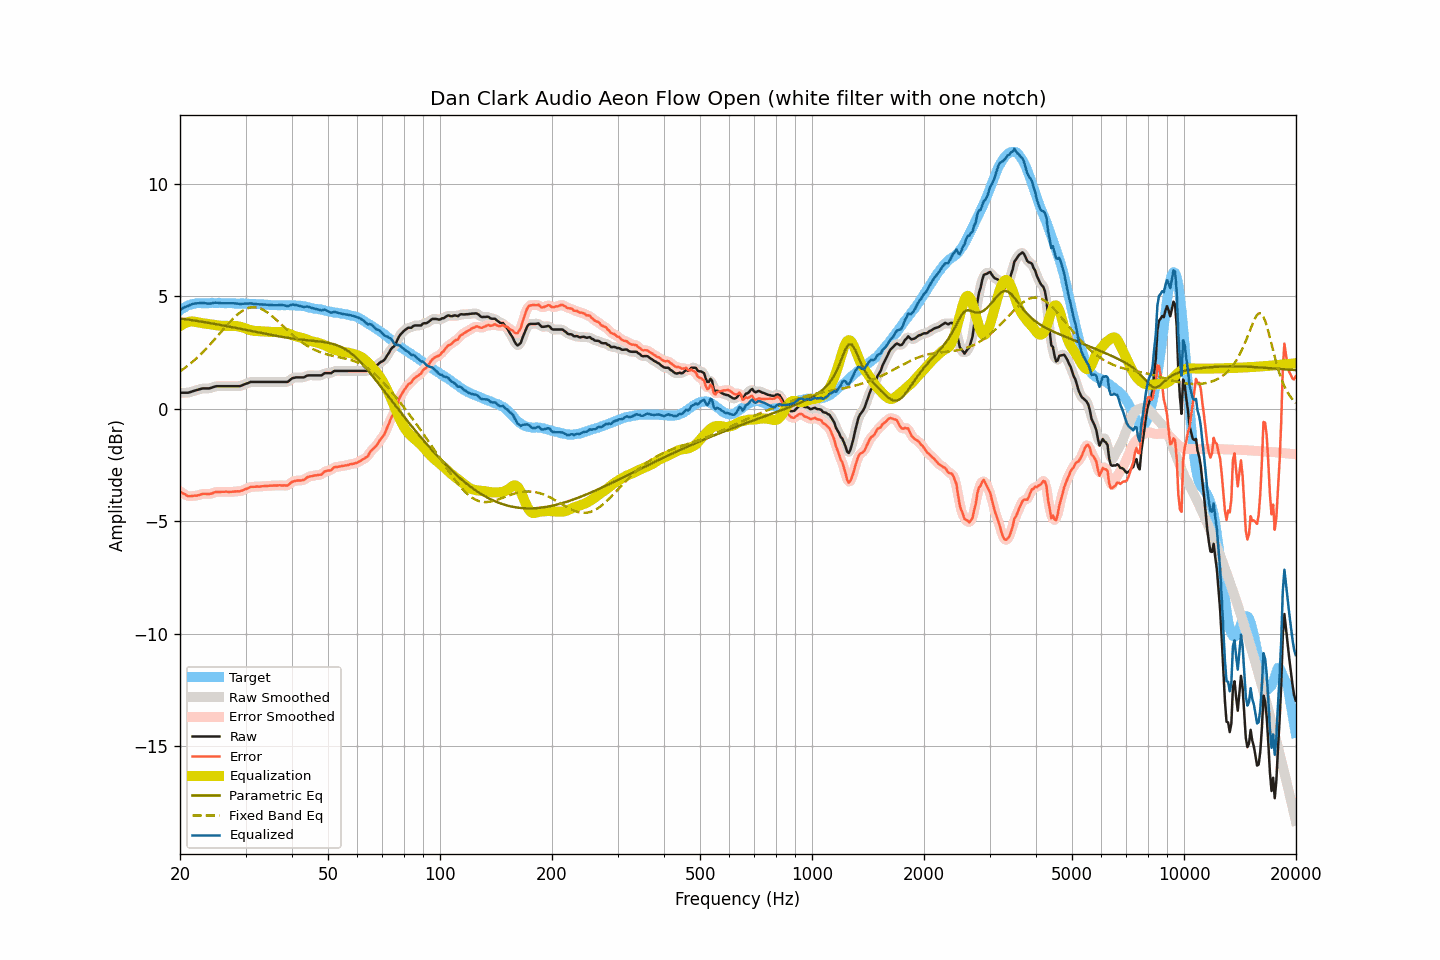 Dan Clark Audio Aeon Flow Open (white filter with one notch)
Amplitude (dBr)
10
5
0
−5
−10
−15
Target
Raw Smoothed
Error Smoothed
Raw
Error
Equalization
Parametric Eq
Fixed Band Eq
Equalized
20 50 100 200 500 1000 2000 5000 10000 20000
Frequency (Hz)